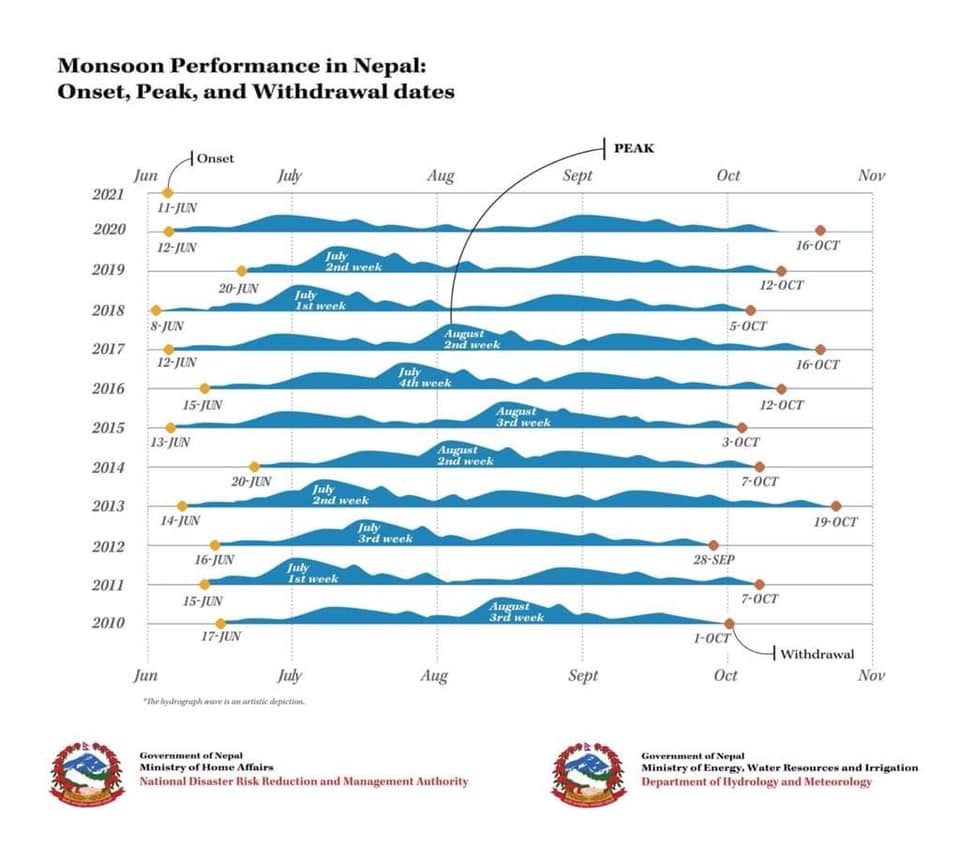 Monsoon Performance in Nepal:
Onset, Peak, and Withdrawal dates
Onset
PEAK
Jun July Aug Sept Oct Nov
2021
11-JUN
2020
12-JUN 16-OCT
2019
July
2nd week
20-JUN 12-OCT
2018
July
1st week
8-JUN 5-OCT
2017
August
2nd week
12-JUN 16-OCT
2016
July
4th week
15-JUN 12-OCT
2015
August
3rd week
13-JUN 3-OCT
2014
August
2nd week
20-JUN 7-OCT
2013
July
2nd week
14-JUN 19-OCT
2012
July
3rd week
16-JUN 28-SEP
2011
July
1st week
15-JUN 7-OCT
2010
August
3rd week
17-JUN 1-OCT
Withdrawal
Jun July Aug Sept Oct Nov
*The hydrograph wave is an artistic depiction.
Government of Nepal
Ministry of Home Affairs
National Disaster Risk Reduction and Management Authority
Government of Nepal
Ministry of Energy, Water Resources and Irrigation
Department of Hydrology and Meteorology